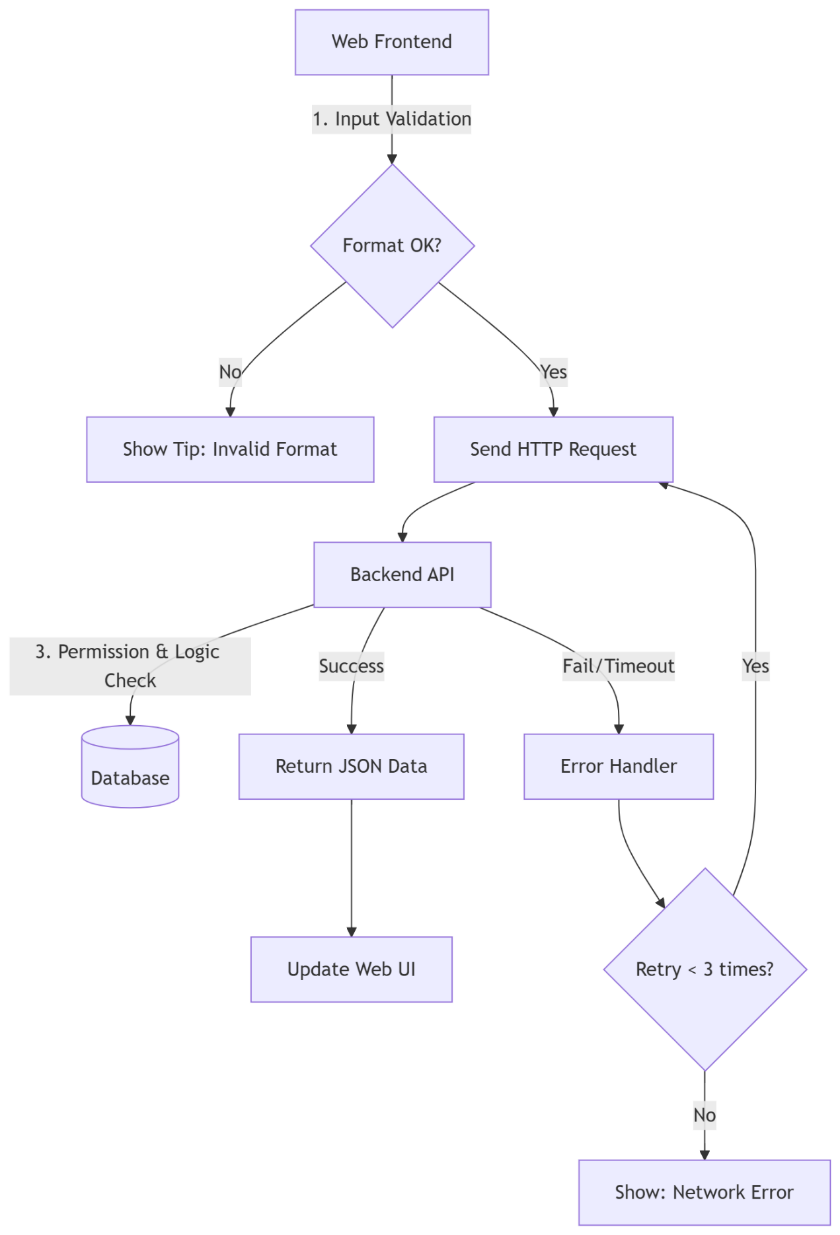 Web Frontend
1. Input Validation
Format OK?
No
Yes
Show Tip: Invalid Format
Send HTTP Request
Backend API
3. Permission & Logic
Check
Success
Fail/Timeout
Yes
Database
Return JSON Data
Error Handler
Update Web UI
Retry < 3 times?
No
Show: Network Error